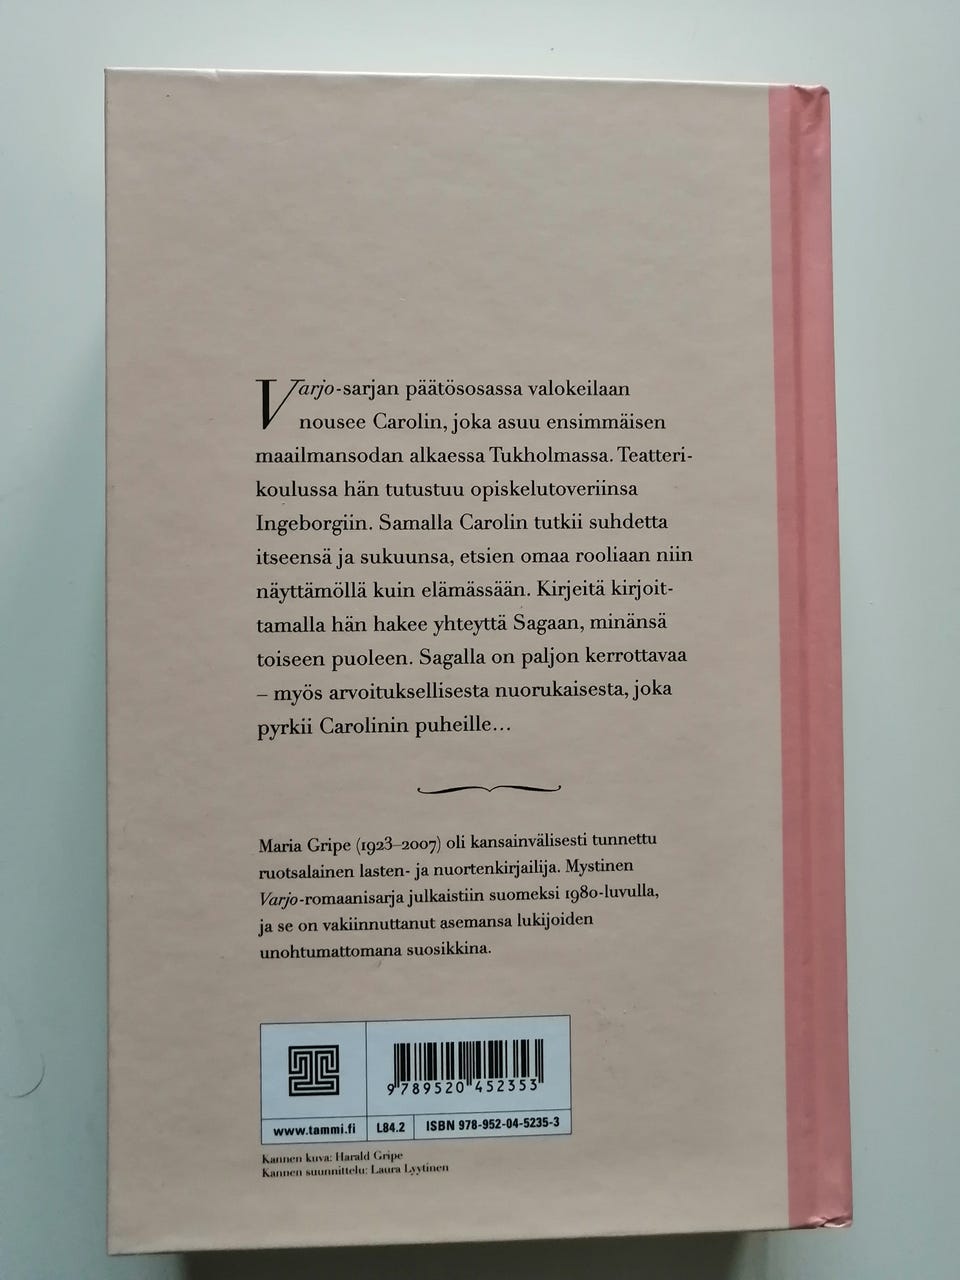 Varjo-sarjan päätösosassa valokeilaan
nousee Carolin, joka asuu ensimmäisen
maailmansodan alkaessa Tukholmassa. Teatteri-
koulussa hän tutustuu opiskelutoveriinsa
Ingeborgiin. Samalla Carolin tutkii suhdetta
itseensä ja sukuunsa, etsien omaa rooliaan niin
näyttämöllä kuin elämässään. Kirjeitä kirjoit-
tamalla hän hakee yhteyttä Sagaan, minänsä
toiseen puoleen. Sagalla on paljon kerrottavaa
– myös arvoituksellisesta nuorukaisesta, joka
pyrkii Carolinin puheille...
Maria Gripe (1923–2007) oli kansainvälisesti tunnettu
ruotsalainen lasten- ja nuortenkirjailija. Mystinen
Varjo-romaanisarja julkaistiin suomeksi 1980-luvulla,
ja se on vakiinnuttanut asemansa lukijoiden
unohtumattomana suosikkina.
9 789520 452353
www.tammi.fi L84.2 ISBN 978-952-04-5235-3
Kannen kuva: Harald Gripe
Kannen suunnittelu: Laura Lyytinen